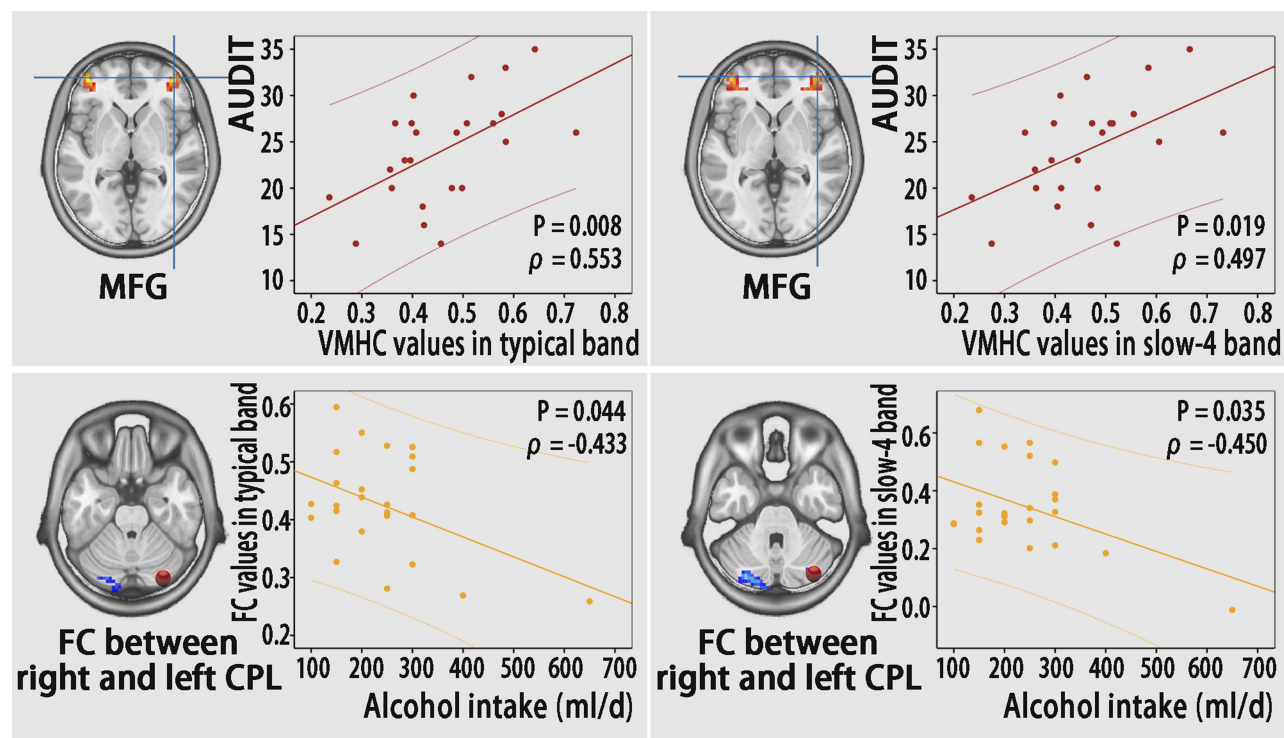 AUDIT
35
30
25
20
15
10
P = 0.008
ρ = 0.553
0.2 0.3 0.4 0.5 0.6 0.7 0.8
VMHC values in typical band
MFG
AUDIT
35
30
25
20
15
10
P = 0.019
ρ = 0.497
0.2 0.3 0.4 0.5 0.6 0.7 0.8
VMHC values in slow-4 band
MFG
FC values in typical band
0.6
0.5
0.4
0.3
0.2
P = 0.044
ρ = -0.433
100 200 300 400 500 600 700
Alcohol intake (ml/d)
FC between
right and left CPL
FC values in slow-4 band
0.6
0.4
0.2
0.0
P = 0.035
ρ = -0.450
100 200 300 400 500 600 700
Alcohol intake (ml/d)
FC between
right and left CPL